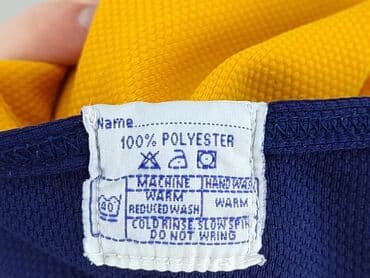 Name......
100% POLYESTER
MACHINE HAND WASH
40 WARM REDUCED WASH WARM
COLD RINSE. SLOW SPIN
DO NOT WRING